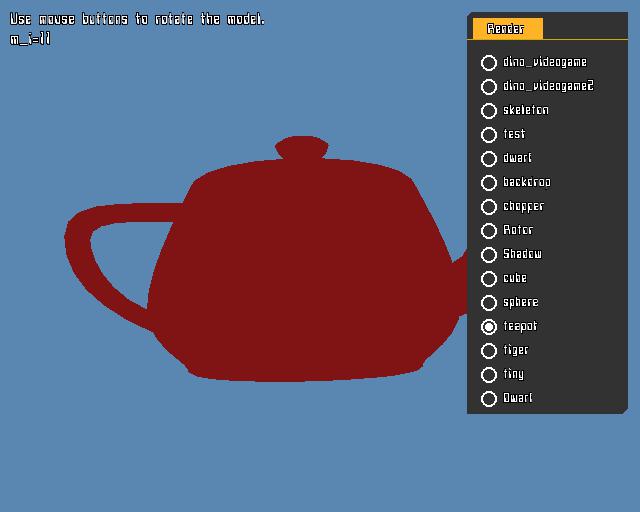 Use mouse buttons to rotate the model.
m_i=11
Render
dino_videogame
dino_videogame2
skeleton
test
dwarf
backdrop
chopper
Rotor
Shadow
cube
sphere
teapot
tiger
tiny
Dwarf